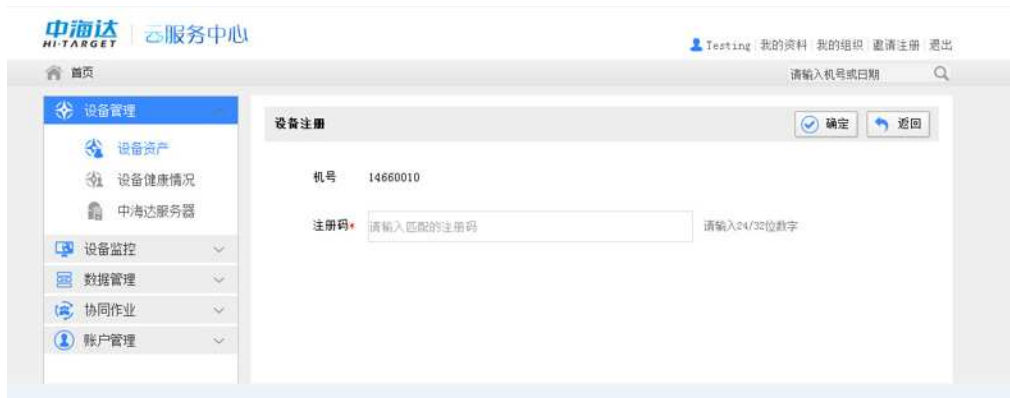 中海达 云服务中心
HI-TARGET
Testing 我的资料 我的组织 邀请注册 退出
首页 请输入机号或日期
设备管理
设备资产
设备健康情况
中海达服务器
设备监控
数据管理
协同作业
账户管理
设备注册 确定 返回
机号 14660010
注册码* 请输入匹配的注册码 请输入24/32位数字